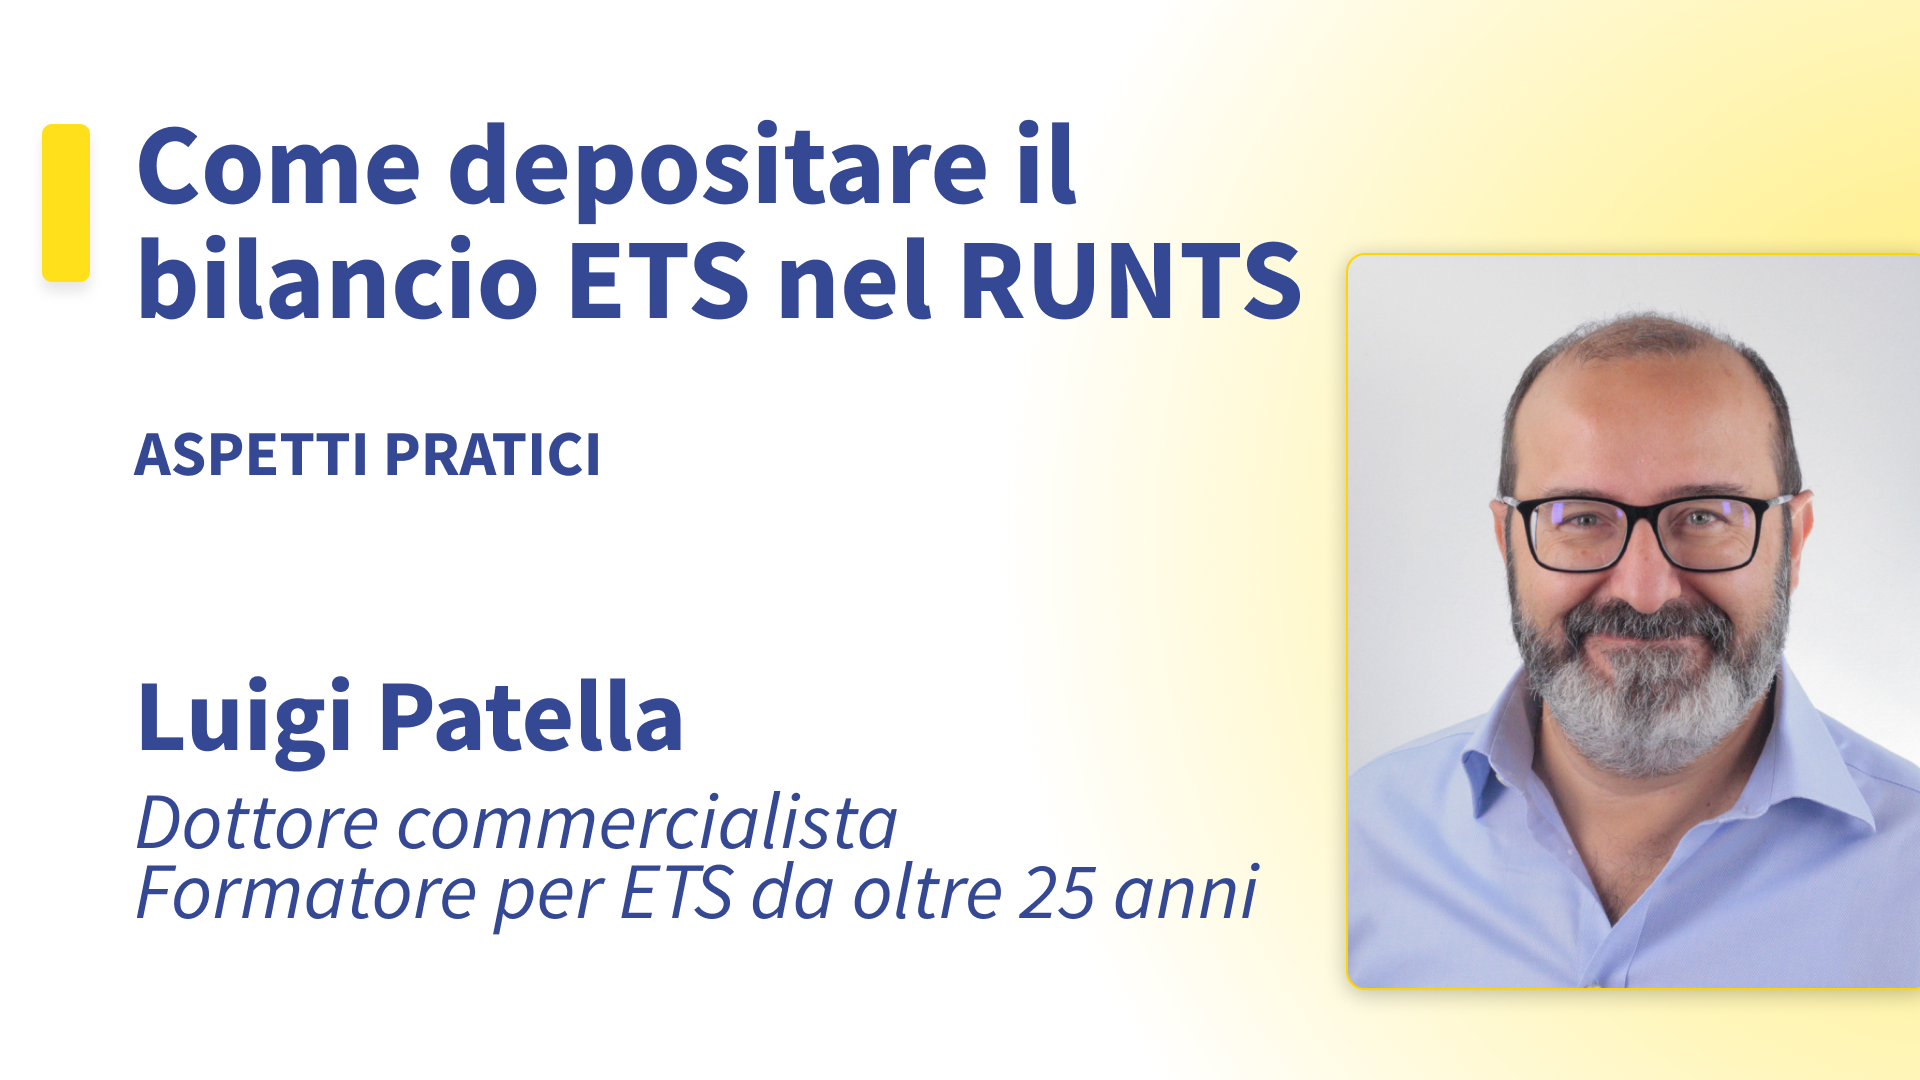 Come depositare il
bilancio ETS nel RUNTS
ASPETTI PRATICI
Luigi Patella
Dottore commercialista
Formatore per ETS da oltre 25 anni